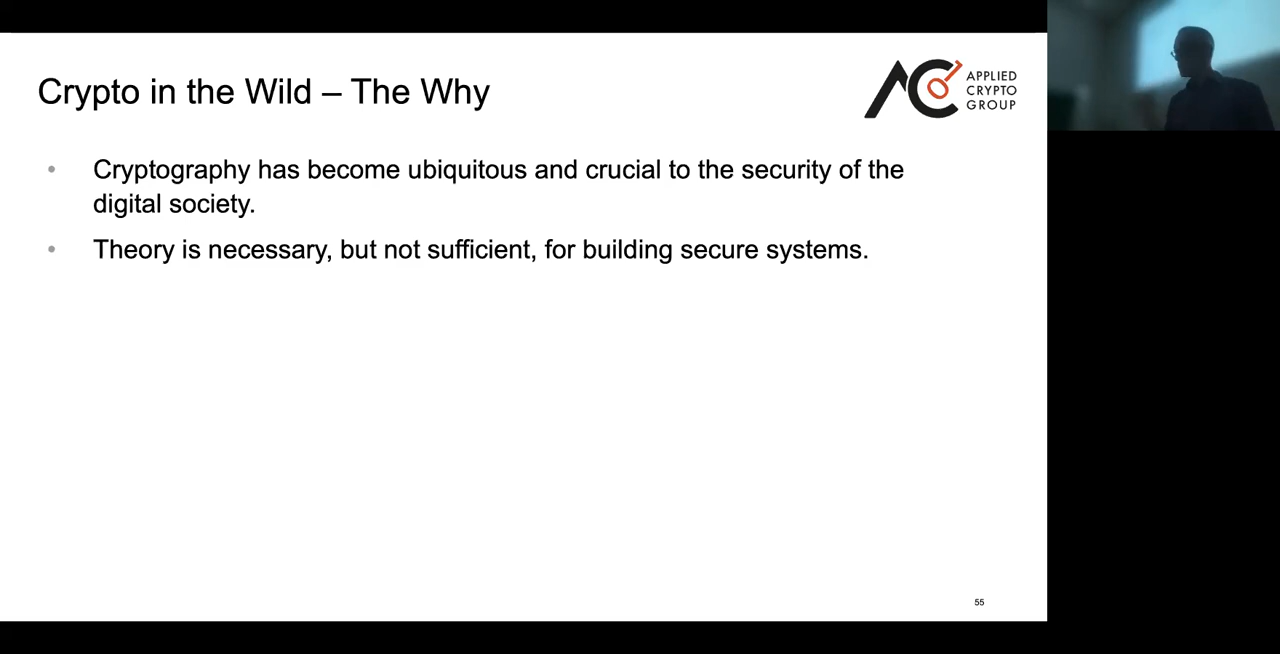 Crypto in the Wild – The Why
APPLIED
CRYPTO
GROUP
• Cryptography has become ubiquitous and crucial to the security of the
digital society.
• Theory is necessary, but not sufficient, for building secure systems.
55